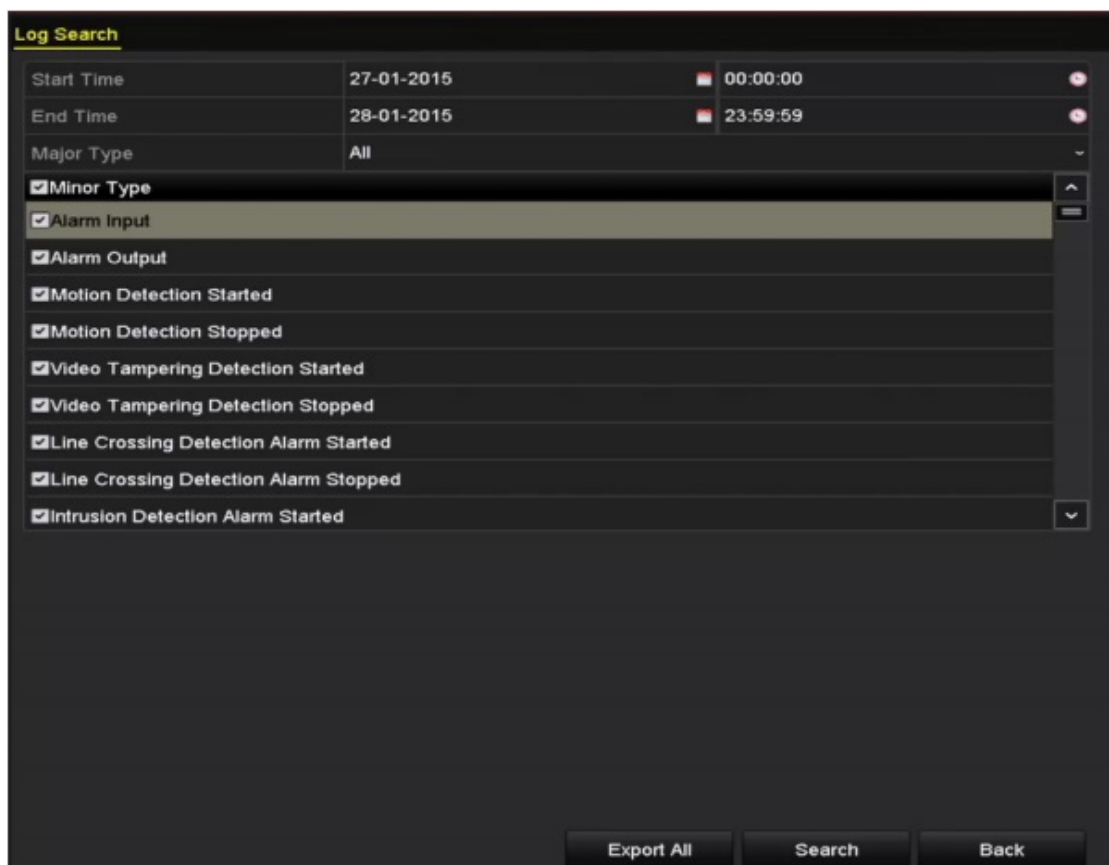 Log Search
Start Time 27-01-2015 00:00:00
End Time 28-01-2015 23:59:59
Major Type All
Minor Type
Alarm Input
Alarm Output
Motion Detection Started
Motion Detection Stopped
Video Tampering Detection Started
Video Tampering Detection Stopped
Line Crossing Detection Alarm Started
Line Crossing Detection Alarm Stopped
Intrusion Detection Alarm Started
Export All Search Back